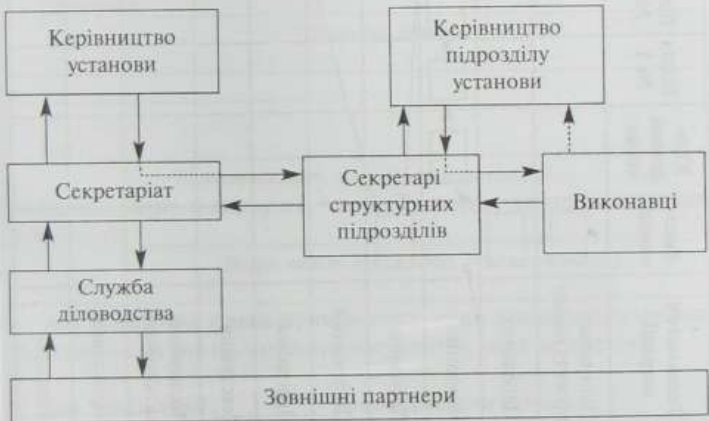 Керівництво
установи
Керівництво
підрозділу
установи
Секретаріат
Секретарі
структурних
підрозділів
Виконавці
Служба
діловодства
Зовнішні партнери